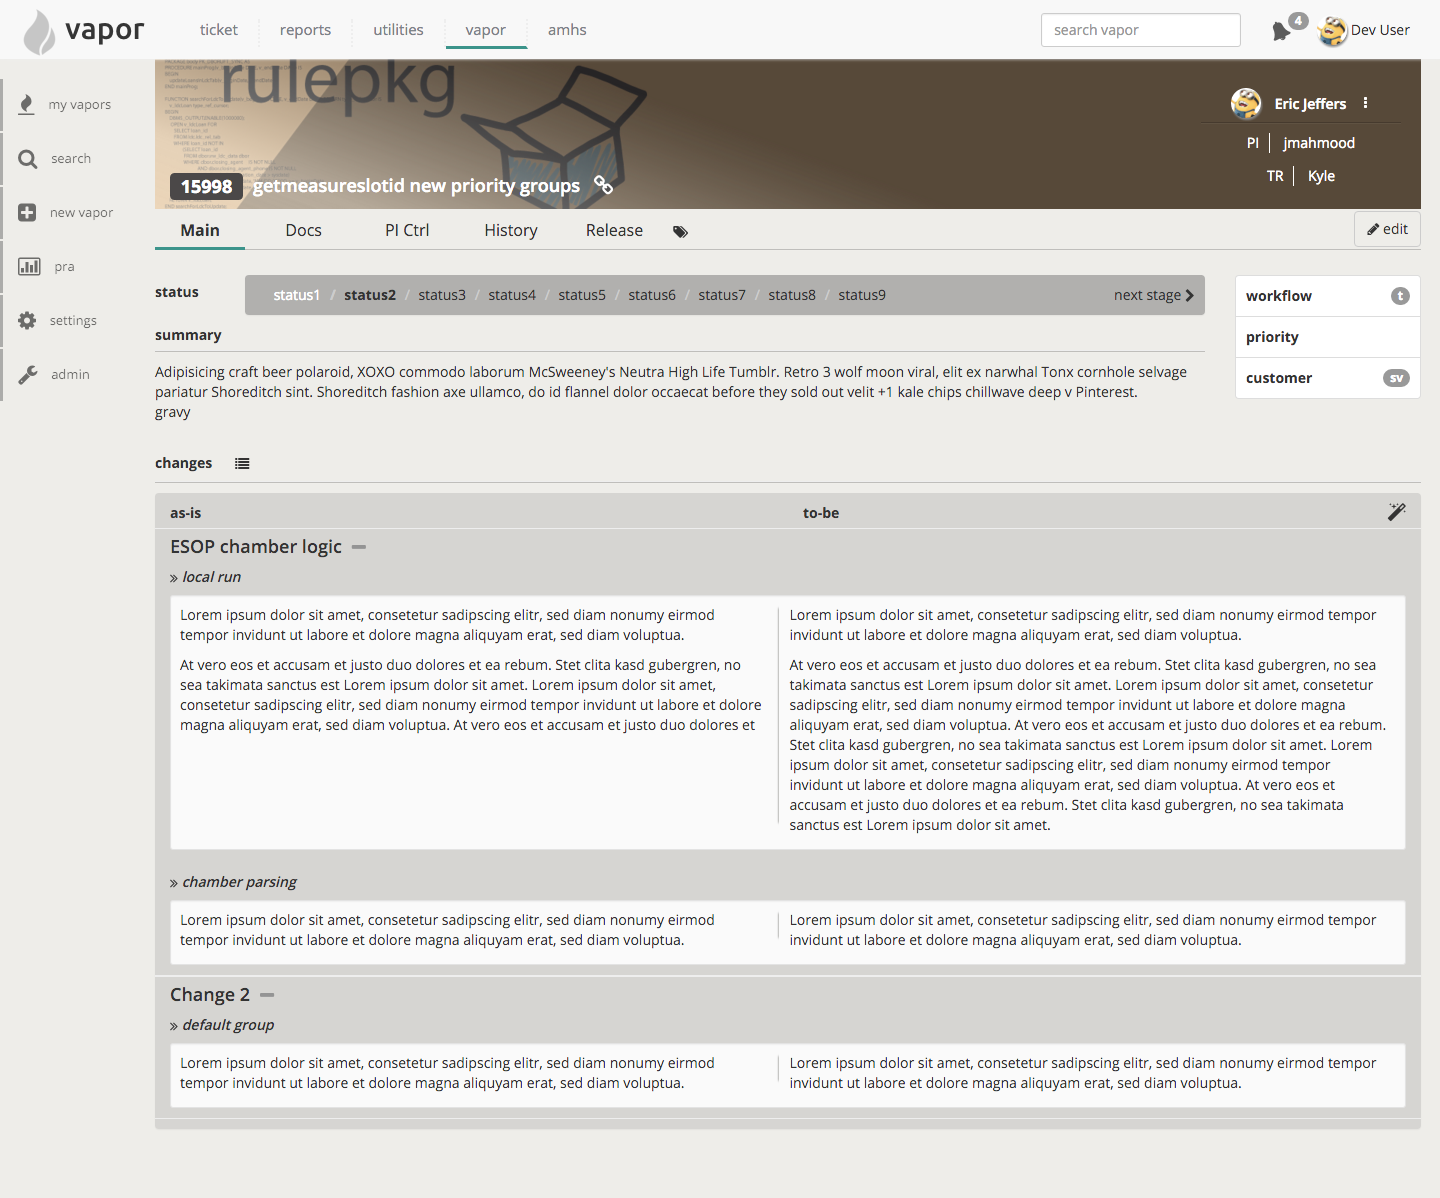 vapor
ticket
reports
utilities
vapor
amhs
search vapor
4
Dev User
my vapors
search
new vapor
pra
settings
admin
rulepkg
Eric Jeffers
PI jmahmood
TR Kyle
15998 getmeasureslotid new priority groups
Main
Docs
PI Ctrl
History
Release
edit
status
status1 / status2 / status3 / status4 / status5 / status6 / status7 / status8 / status9
next stage
workflow t
priority
customer sv
summary
Adipisicing craft beer polaroid, XOXO commodo laborum McSweeney's Neutra High Life Tumblr. Retro 3 wolf moon viral, elit ex narwhal Tonx cornhole selvage
pariatur Shoreditch sint. Shoreditch fashion axe ullamco, do id flannel dolor occaecat before they sold out velit +1 kale chips chillwave deep v Pinterest.
gravy
changes
as-is
to-be
ESOP chamber logic
» local run
Lorem ipsum dolor sit amet, consetetur sadipscing elitr, sed diam nonumy eirmod
tempor invidunt ut labore et dolore magna aliquyam erat, sed diam voluptua.
At vero eos et accusam et justo duo dolores et ea rebum. Stet clita kasd gubergren, no
sea takimata sanctus est Lorem ipsum dolor sit amet. Lorem ipsum dolor sit amet,
consetetur sadipscing elitr, sed diam nonumy eirmod tempor invidunt ut labore et dolore
magna aliquyam erat, sed diam voluptua. At vero eos et accusam et justo duo dolores et
Lorem ipsum dolor sit amet, consetetur sadipscing elitr, sed diam nonumy eirmod tempor
invidunt ut labore et dolore magna aliquyam erat, sed diam voluptua.
At vero eos et accusam et justo duo dolores et ea rebum. Stet clita kasd gubergren, no sea
takimata sanctus est Lorem ipsum dolor sit amet. Lorem ipsum dolor sit amet, consetetur
sadipscing elitr, sed diam nonumy eirmod tempor invidunt ut labore et dolore magna
aliquyam erat, sed diam voluptua. At vero eos et accusam et justo duo dolores et ea rebum.
Stet clita kasd gubergren, no sea takimata sanctus est Lorem ipsum dolor sit amet. Lorem
ipsum dolor sit amet, consetetur sadipscing elitr, sed diam nonumy eirmod tempor
invidunt ut labore et dolore magna aliquyam erat, sed diam voluptua. At vero eos et
accusam et justo duo dolores et ea rebum. Stet clita kasd gubergren, no sea takimata
sanctus est Lorem ipsum dolor sit amet.
» chamber parsing
Lorem ipsum dolor sit amet, consetetur sadipscing elitr, sed diam nonumy eirmod
tempor invidunt ut labore et dolore magna aliquyam erat, sed diam voluptua.
Lorem ipsum dolor sit amet, consetetur sadipscing elitr, sed diam nonumy eirmod tempor
invidunt ut labore et dolore magna aliquyam erat, sed diam voluptua.
Change 2
» default group
Lorem ipsum dolor sit amet, consetetur sadipscing elitr, sed diam nonumy eirmod
tempor invidunt ut labore et dolore magna aliquyam erat, sed diam voluptua.
Lorem ipsum dolor sit amet, consetetur sadipscing elitr, sed diam nonumy eirmod tempor
invidunt ut labore et dolore magna aliquyam erat, sed diam voluptua.